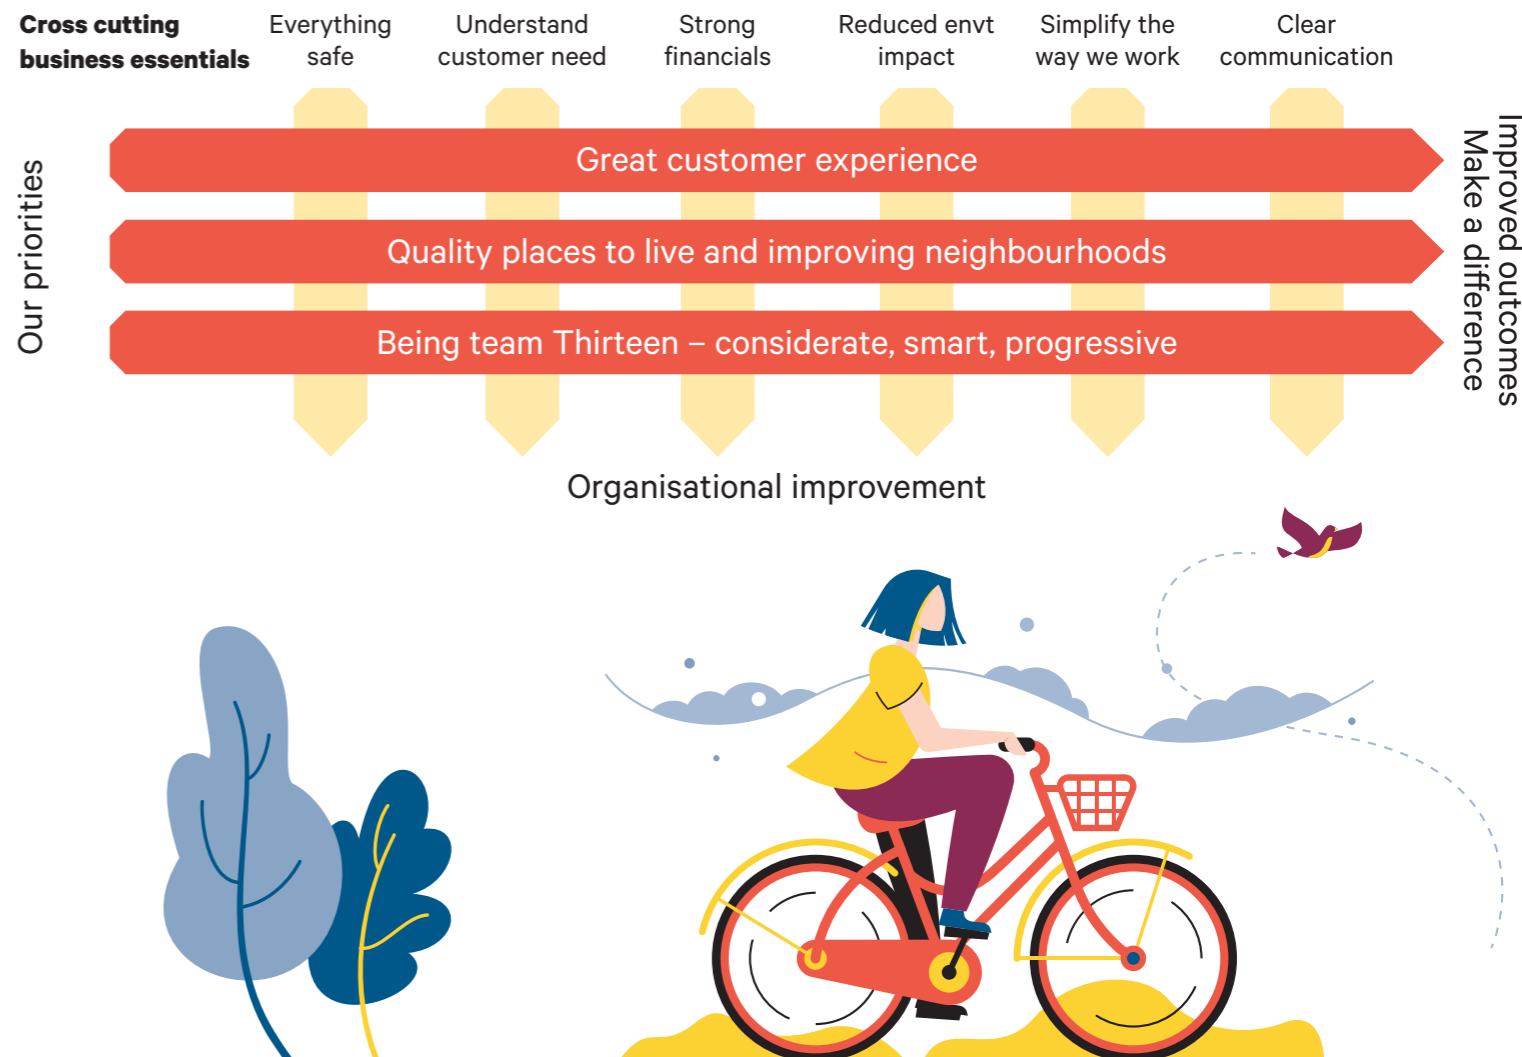 Cross cutting
business essentials
Everything
safe
Understand
customer need
Strong
financials
Reduced envt
impact
Simplify the
way we work
Clear
communication
Our priorities
Great customer experience
Quality places to live and improving neighbourhoods
Being team Thirteen – considerate, smart, progressive
Improved outcomes
Make a difference
Organisational improvement